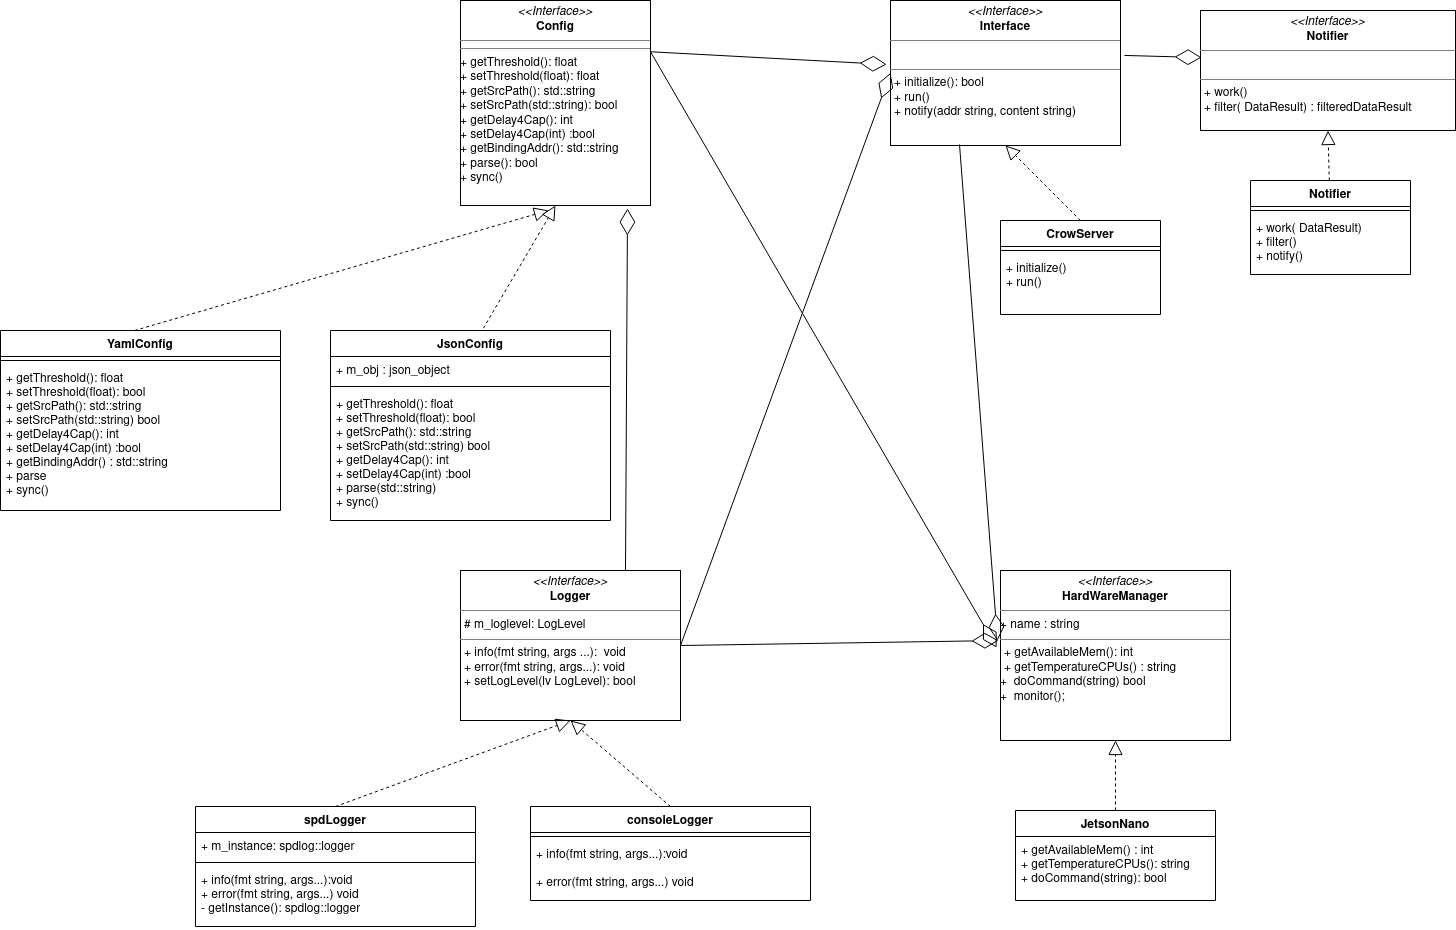 <<Interface>>
Config
+ getThreshold(): float
+ setThreshold(float): float
+ getSrcPath(): std::string
+ setSrcPath(std::string): bool
+ getDelay4Cap(): int
+ setDelay4Cap(int) :bool
+ getBindingAddr(): std::string
+ parse(): bool
+ sync()
<<Interface>>
Interface
+ initialize(): bool
+ run()
+ notify(addr string, content string)
<<Interface>>
Notifier
+ work()
+ filter( DataResult) : filteredDataResult
Notifier
+ work( DataResult)
+ filter()
+ notify()
CrowServer
+ initialize()
+ run()
YamlConfig
+ getThreshold(): float
+ setThreshold(float): bool
+ getSrcPath(): std::string
+ setSrcPath(std::string) bool
+ getDelay4Cap(): int
+ setDelay4Cap(int) :bool
+ getBindingAddr() : std::string
+ parse
+ sync()
JsonConfig
+ m_obj : json_object
+ getThreshold(): float
+ setThreshold(float): bool
+ getSrcPath(): std::string
+ setSrcPath(std::string) bool
+ getDelay4Cap(): int
+ setDelay4Cap(int) :bool
+ parse(std::string)
+ sync()
<<Interface>>
Logger
# m_loglevel: LogLevel
+ info(fmt string, args ...):  void
+ error(fmt string, args...): void
+ setLogLevel(lv LogLevel): bool
<<Interface>>
HardWareManager
+ name : string
+ getAvailableMem(): int
+ getTemperatureCPUs() : string
+  doCommand(string) bool
+  monitor();
spdLogger
+ m_instance: spdlog::logger
+ info(fmt string, args...):void
+ error(fmt string, args...) void
- getInstance(): spdlog::logger
consoleLogger
+ info(fmt string, args...):void
+ error(fmt string, args...) void
JetsonNano
+ getAvailableMem() : int
+ getTemperatureCPUs(): string
+ doCommand(string): bool